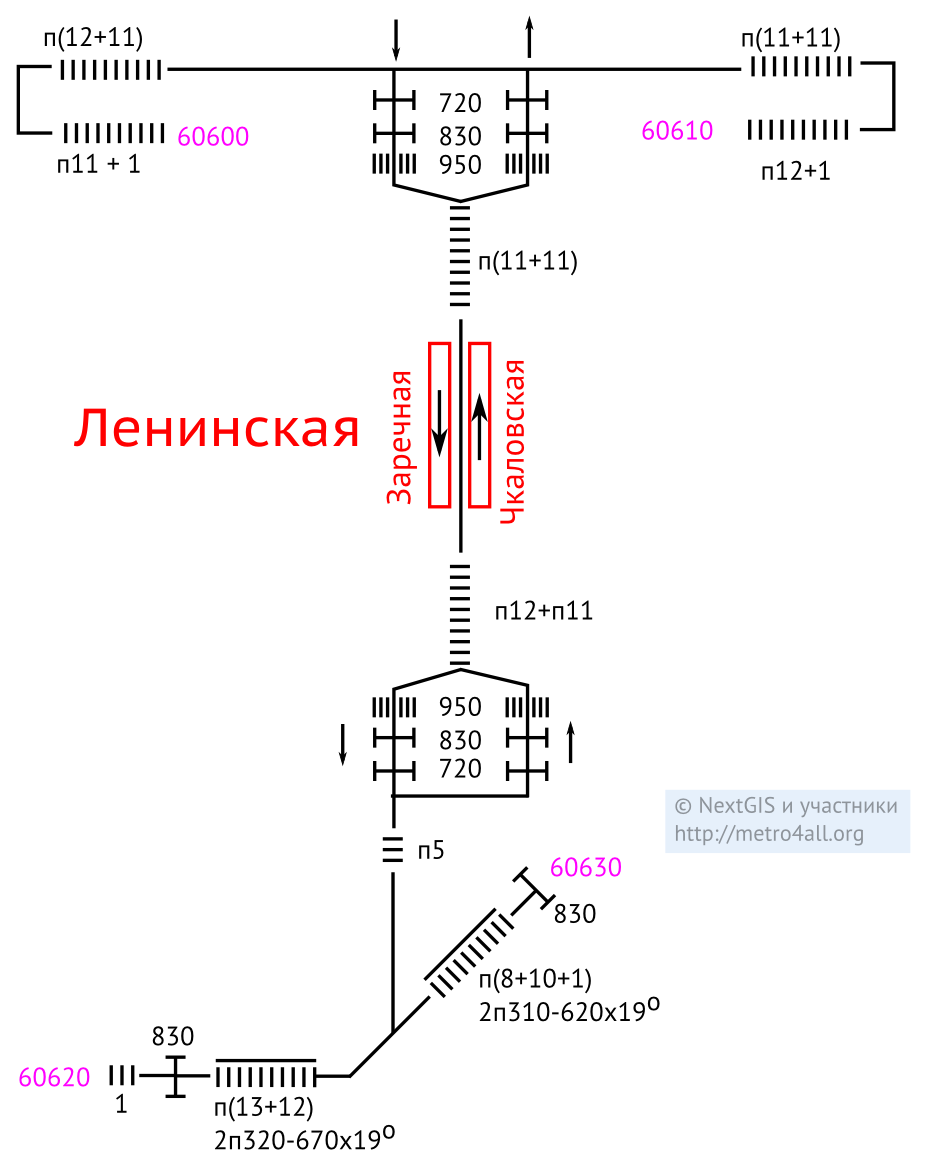 п(12+11)
п(11+11)
720
830
950
60600
60610
п11 + 1
п12+1
п(11+11)
Ленинская
Заречная
Чкаловская
п12+п11
950
830
720
© NextGIS и участники
http://metro4all.org
п5
60630
830
п(8+10+1)
2п310-620х19º
830
60620
1
п(13+12)
2п320-670х19º